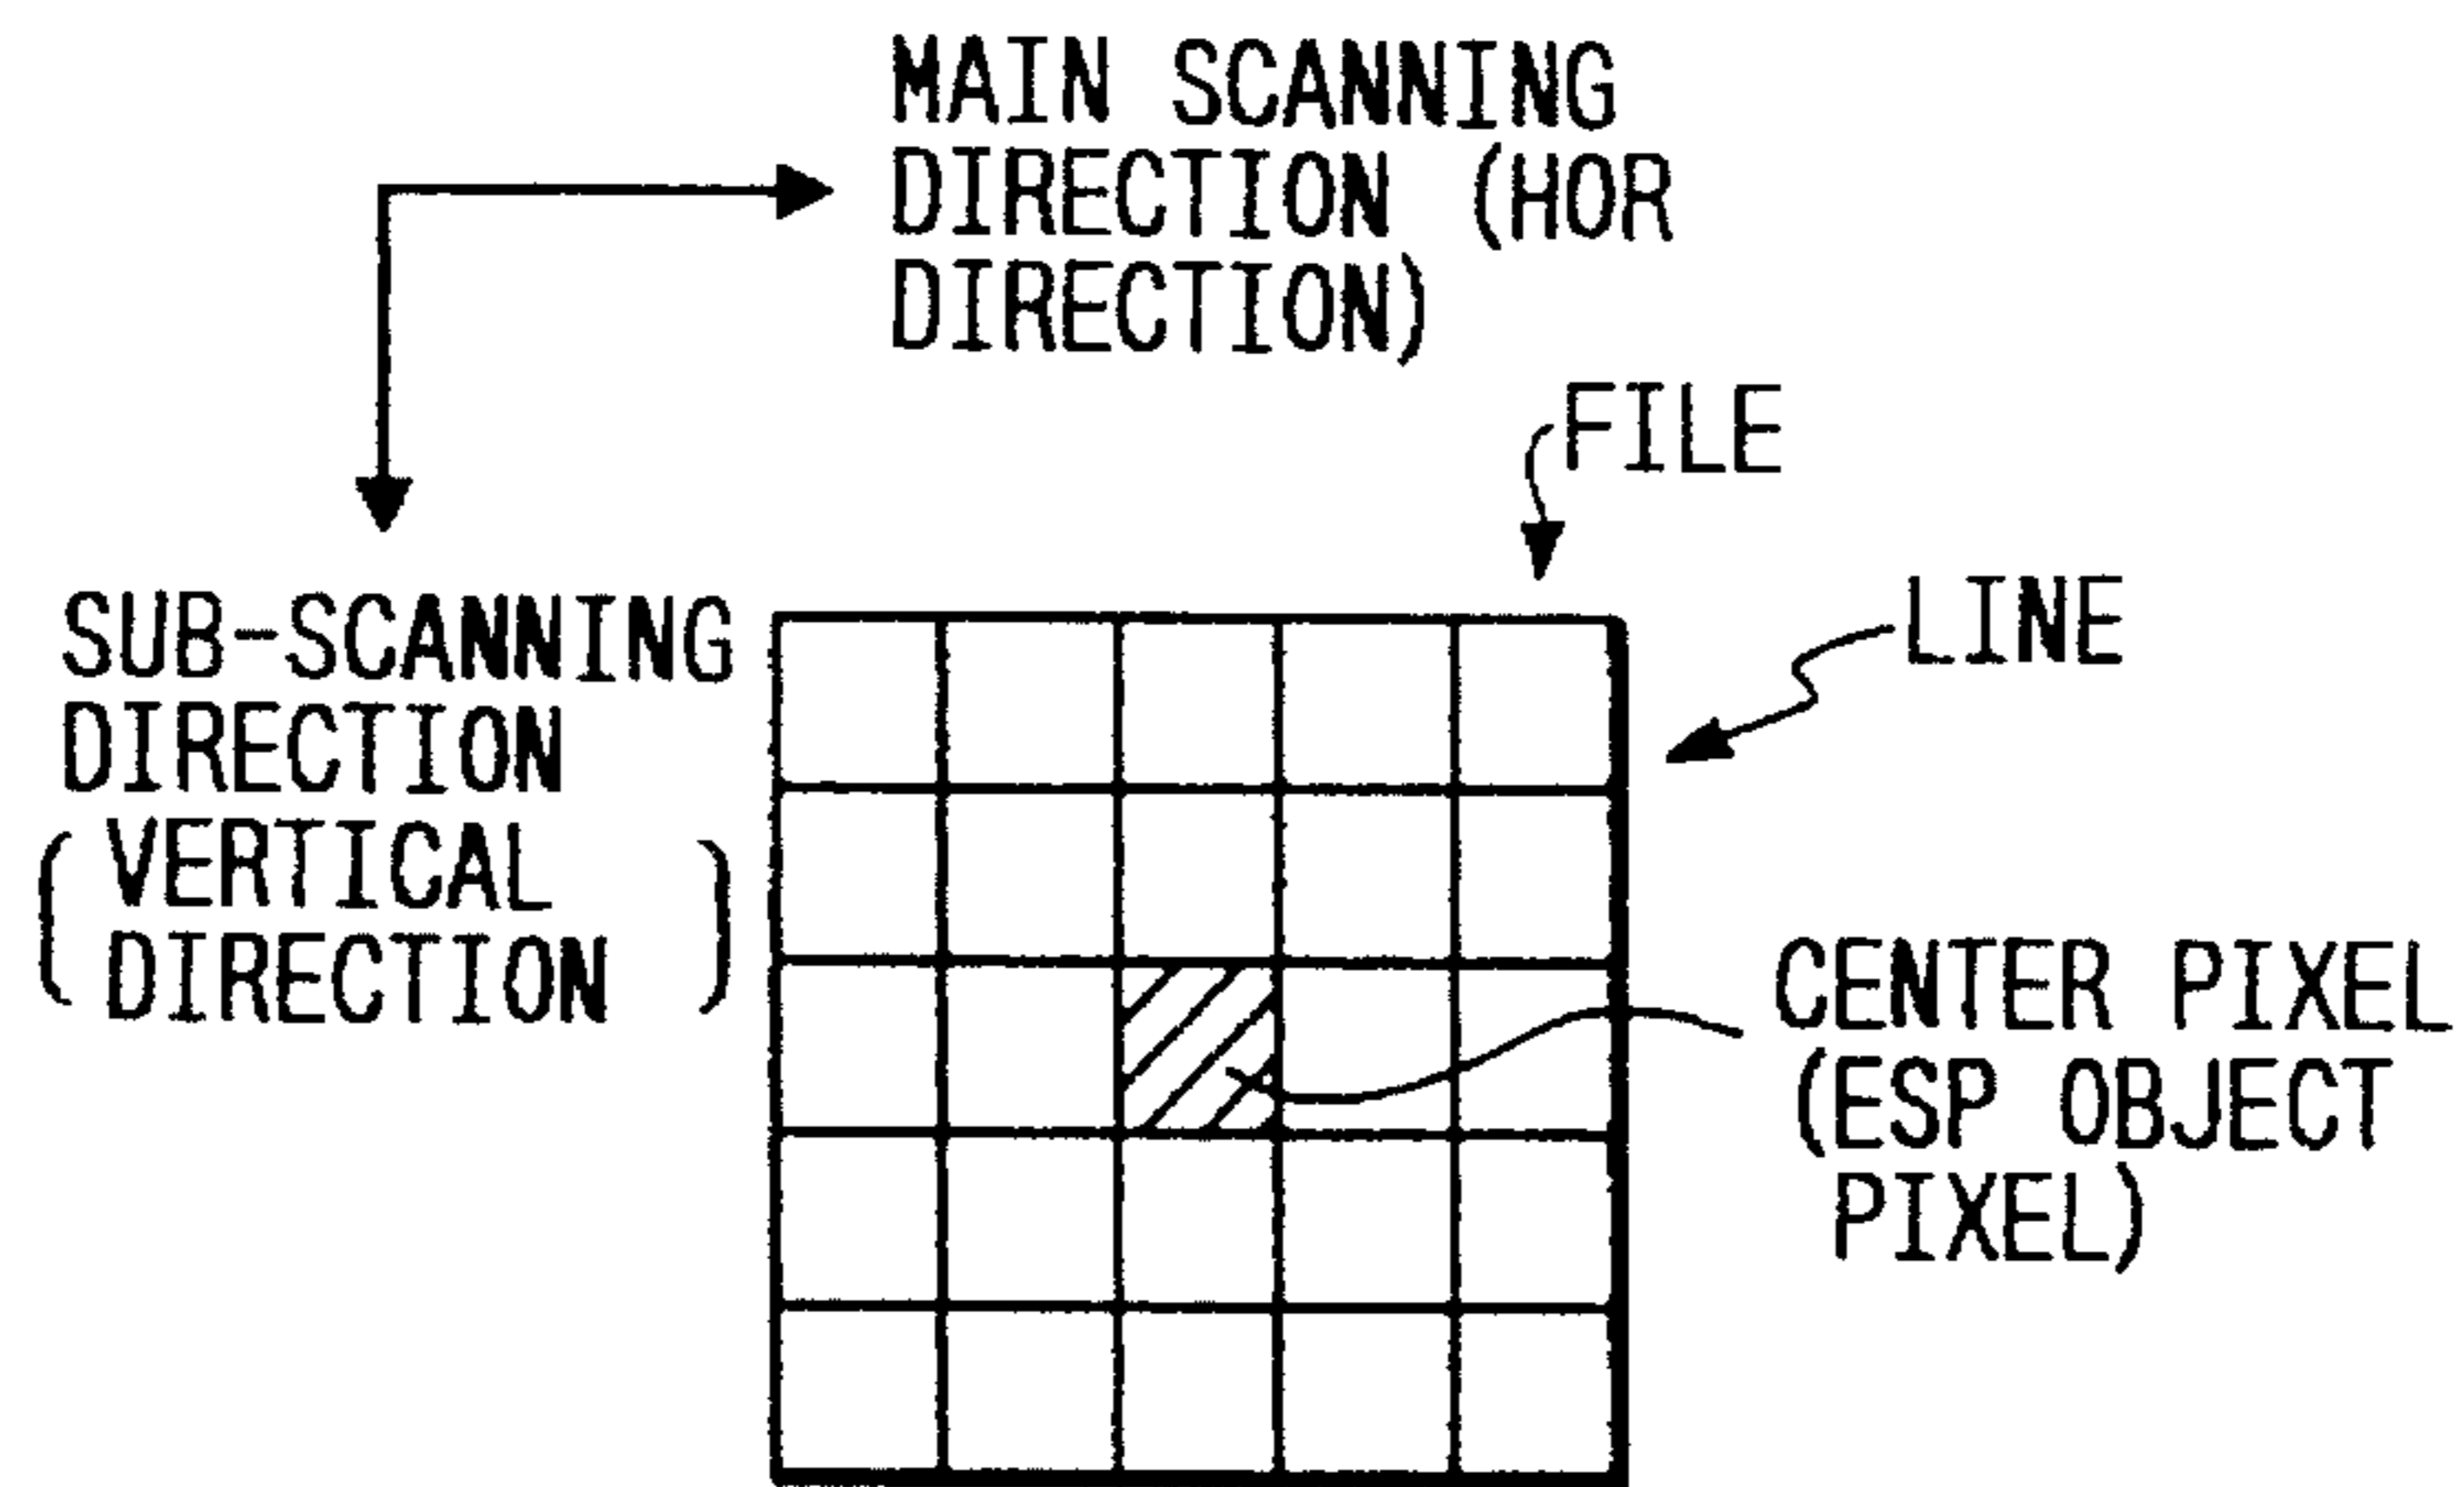 MAIN SCANNING
DIRECTION (HOR
DIRECTION)
FILE
LINE
SUB-SCANNING
DIRECTION
(VERTICAL
DIRECTION)
CENTER PIXEL
(ESP OBJECT
PIXEL)